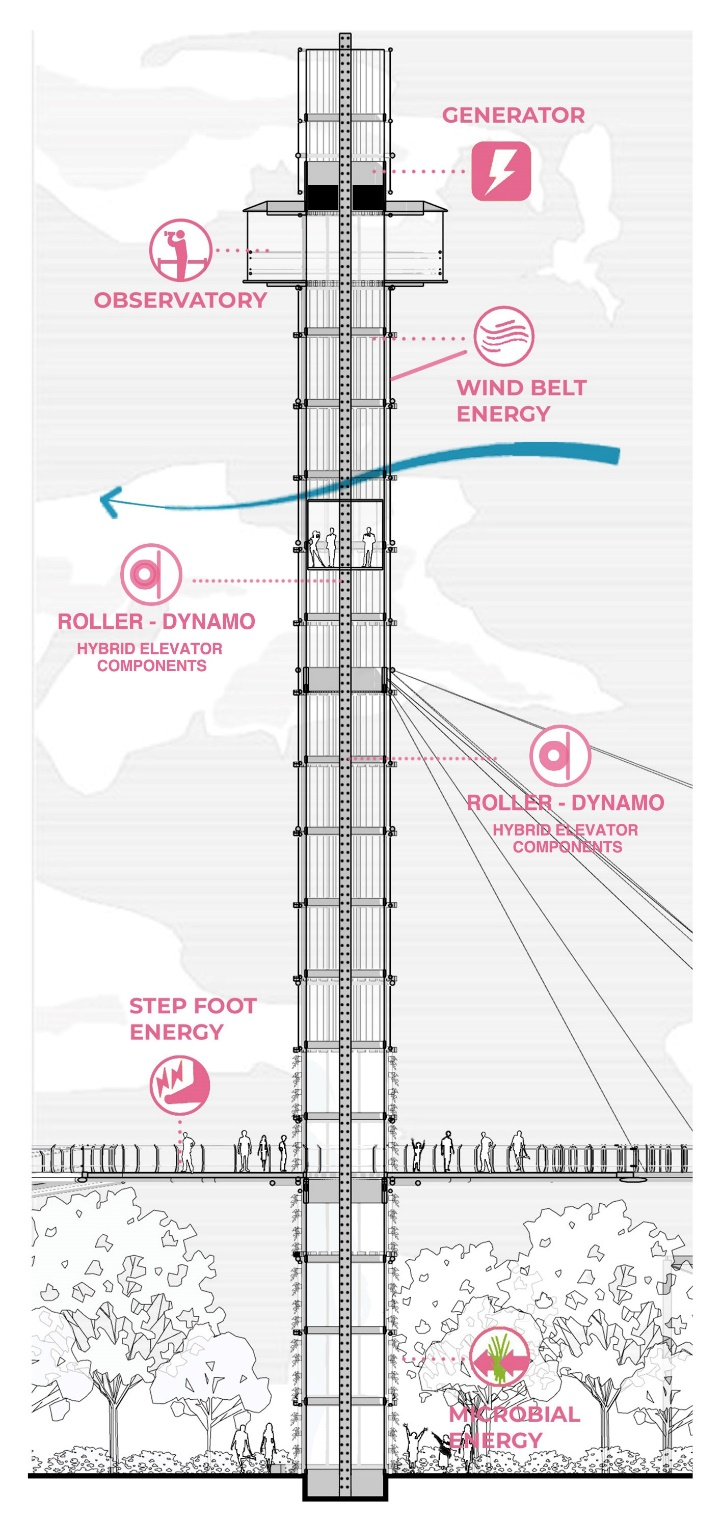 GENERATOR
OBSERVATORY
WIND BELT
ENERGY
ROLLER - DYNAMO
HYBRID ELEVATOR
COMPONENTS
ROLLER - DYNAMO
HYBRID ELEVATOR
COMPONENTS
STEP FOOT
ENERGY
MICROBIAL
ENERGY